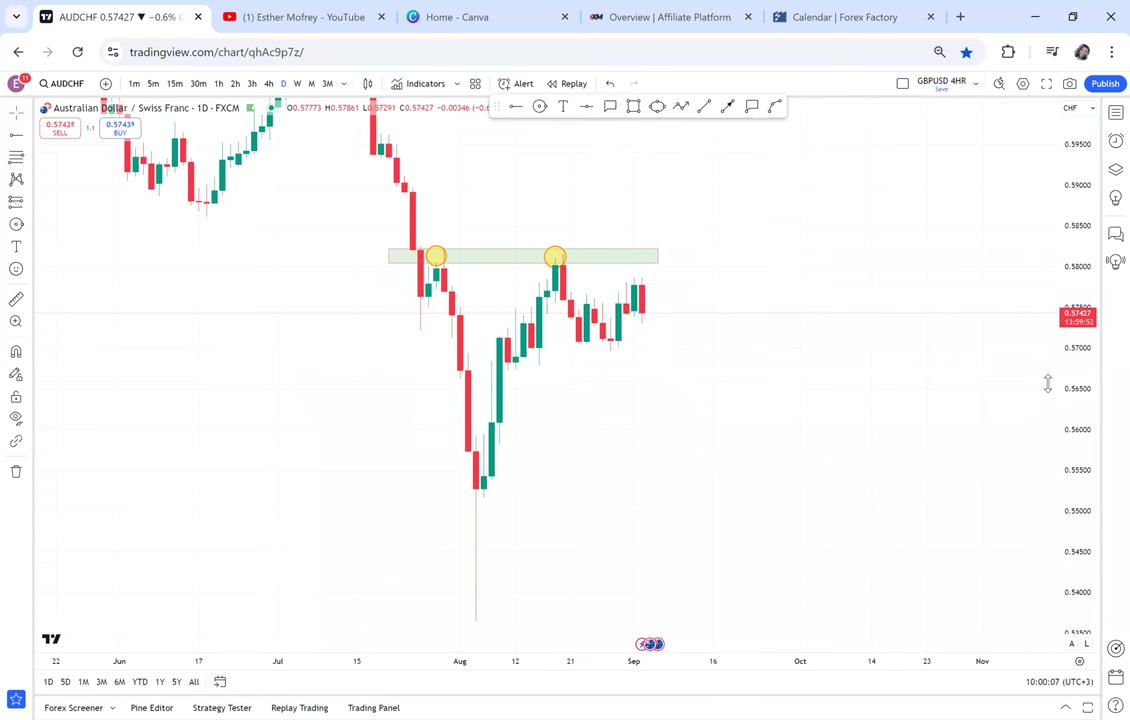 AUDCHF 0.57427 ▼ −0.6% C
(1) Esther Mofrey - YouTube
Home - Canva
XM
Overview | Affiliate Platform
Calendar | Forex Factory
tradingview.com/chart/qhAc9p7z/
E
11
AUDCHF
1m 5m 15m 30m 1h 2h 3h 4h D W M 3M
Indicators
Alert
Replay
GBPUSD 4HR
Save
Publish
Australian Dollar / Swiss Franc · 1D · FXCM
O0.57773 H0.57861 L0.57291 C0.57427 −0.00346 (−0.6
CHF
0.57428
SELL
1.1
0.57439
BUY
0.59500
0.59000
0.58500
0.58000
0.57427
13:59:52
0.57000
0.56500
0.56000
0.55500
0.55000
0.54500
0.54000
A L
22 Jun 17 Jul 15 Aug 12 21 Sep 16 Oct 14 23 Nov
1D 5D 1M 3M 6M YTD 1Y 5Y All
10:00:07 (UTC+3)
Forex Screener
Pine Editor
Strategy Tester
Replay Trading
Trading Panel